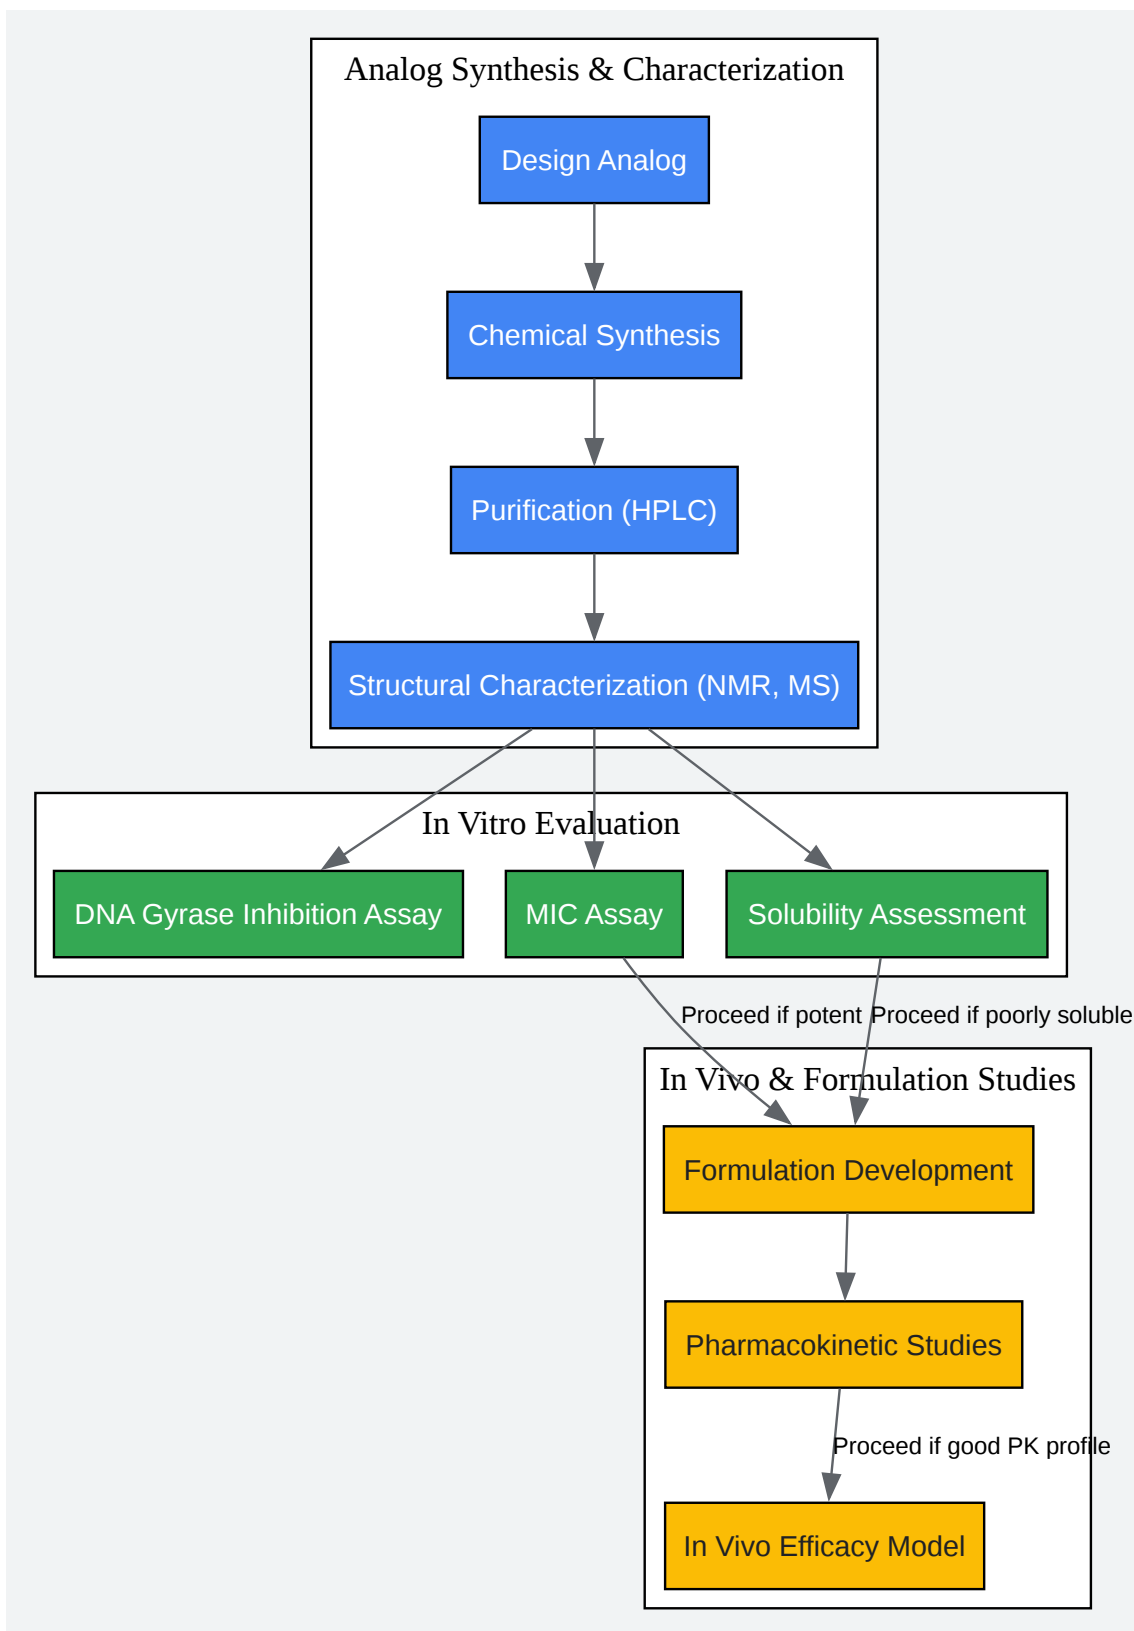 Analog Synthesis & Characterization
Design Analog
Chemical Synthesis
Purification (HPLC)
Structural Characterization (NMR, MS)
In Vitro Evaluation
DNA Gyrase Inhibition Assay
MIC Assay
Solubility Assessment
Proceed if potent
Proceed if poorly soluble
In Vivo & Formulation Studies
Formulation Development
Pharmacokinetic Studies
Proceed if good PK profile
In Vivo Efficacy Model